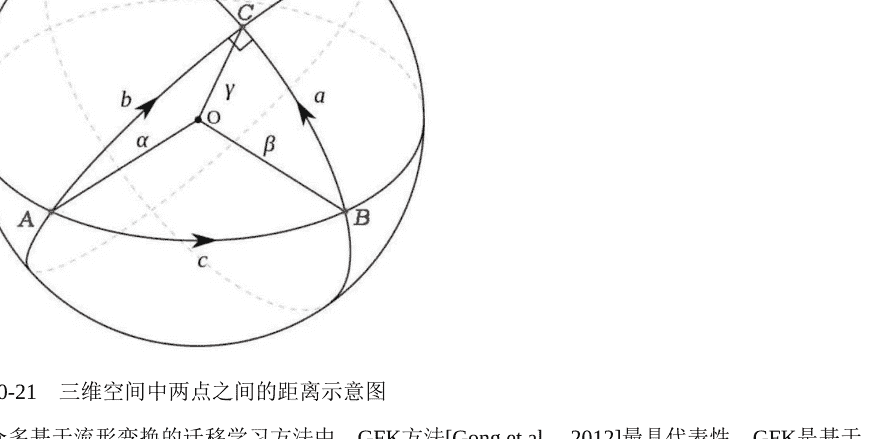 C
b
γ
a
O
α
β
A
B
c
0-21 三维空间中两点之间的距离示意图
多基于流形变换的迁移学习方法中，GFK方法[Gong et al.，2012]最具代表性。GFK是基于